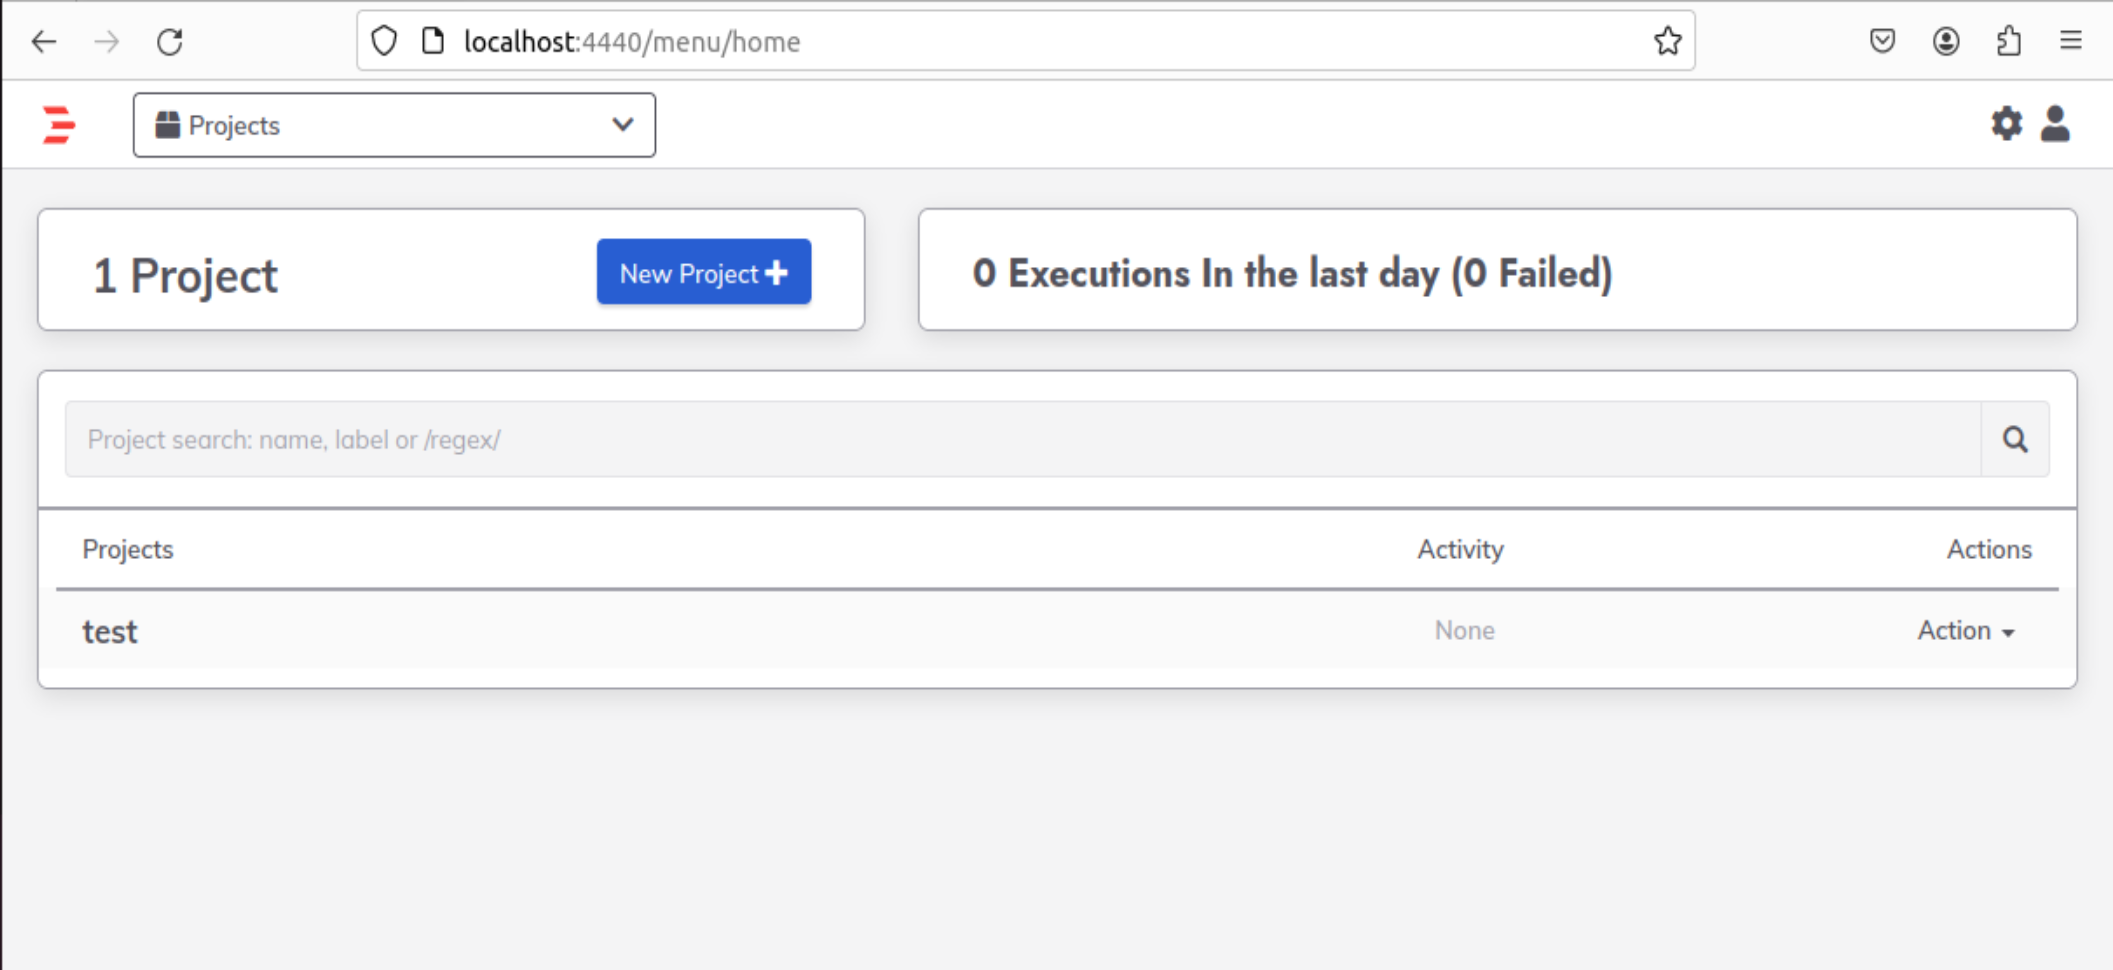 localhost:4440/menu/home
Projects
1 Project
New Project
0 Executions In the last day (0 Failed)
Project search: name, label or /regex/
Projects Activity Actions
test None Action